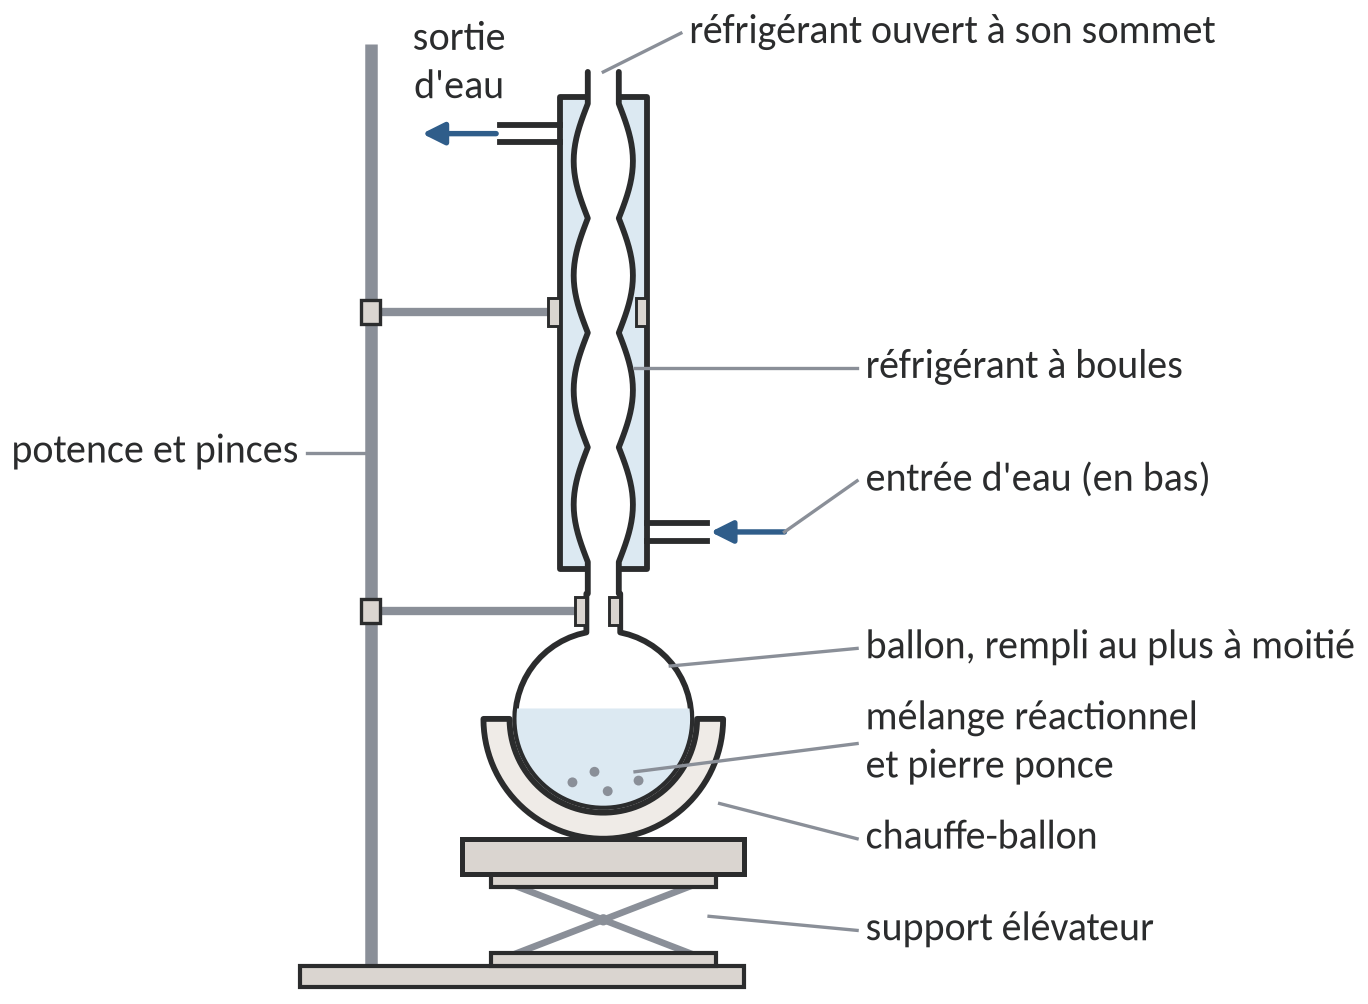 sortie
d'eau
réfrigérant ouvert à son sommet
réfrigérant à boules
potence et pinces
entrée d'eau (en bas)
ballon, rempli au plus à moitié
mélange réactionnel
et pierre ponce
chauffe-ballon
support élévateur